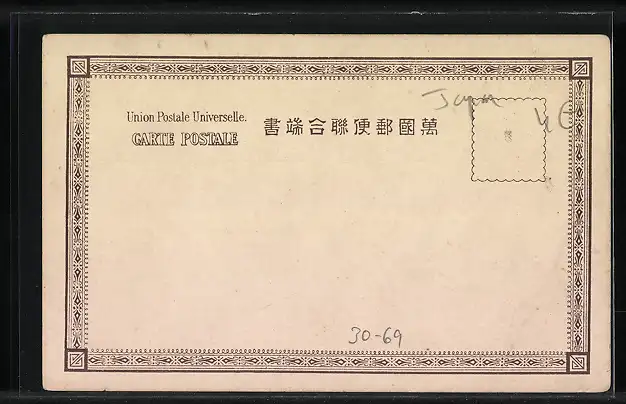 Union Postale Universelle.
CARTE POSTALE
書端合聯便郵國萬
Japan
4€
30-69